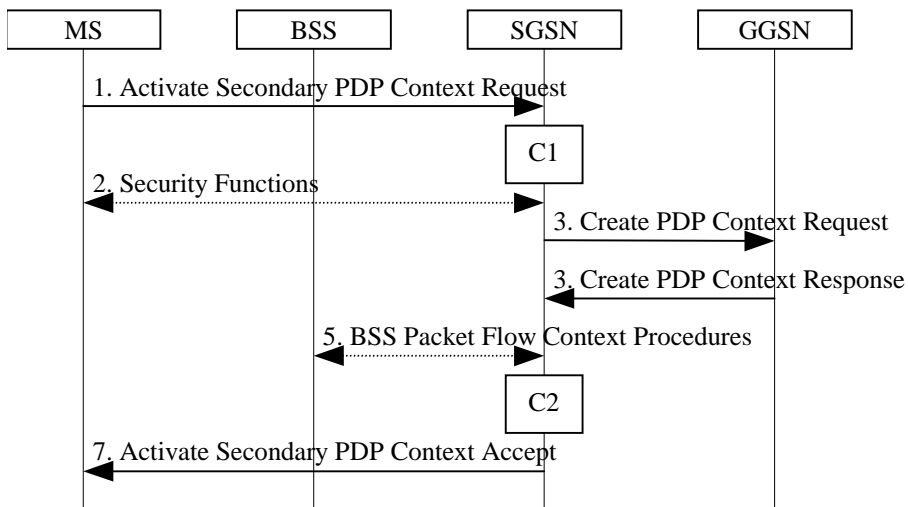 MS BSS SGSN GGSN
1. Activate Secondary PDP Context Request
C1
2. Security Functions
3. Create PDP Context Request
3. Create PDP Context Response
5. BSS Packet Flow Context Procedures
C2
7. Activate Secondary PDP Context Accept